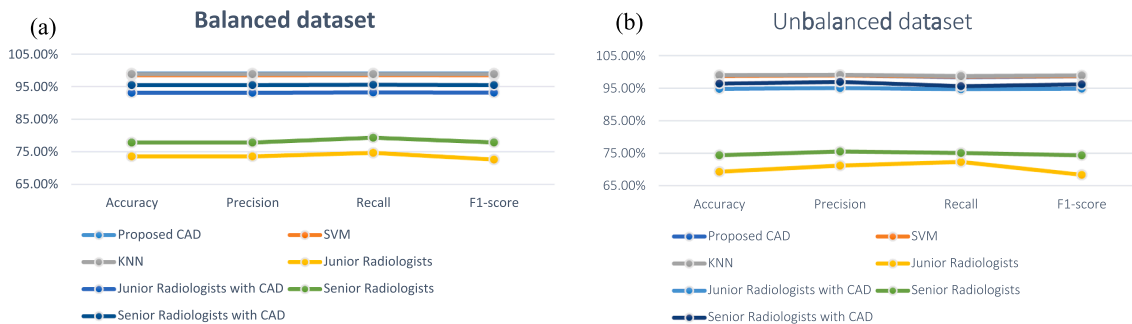 (a)
Balanced dataset
105.00%
95.00%
85.00%
75.00%
65.00%
Accuracy Precision Recall F1-score
Proposed CAD SVM
KNN Junior Radiologists
Junior Radiologists with CAD Senior Radiologists
Senior Radiologists with CAD
(b)
Unbalanced dataset
105.00%
95.00%
85.00%
75.00%
65.00%
Accuracy Precision Recall F1-score
Proposed CAD SVM
KNN Junior Radiologists
Junior Radiologists with CAD Senior Radiologists
Senior Radiologists with CAD